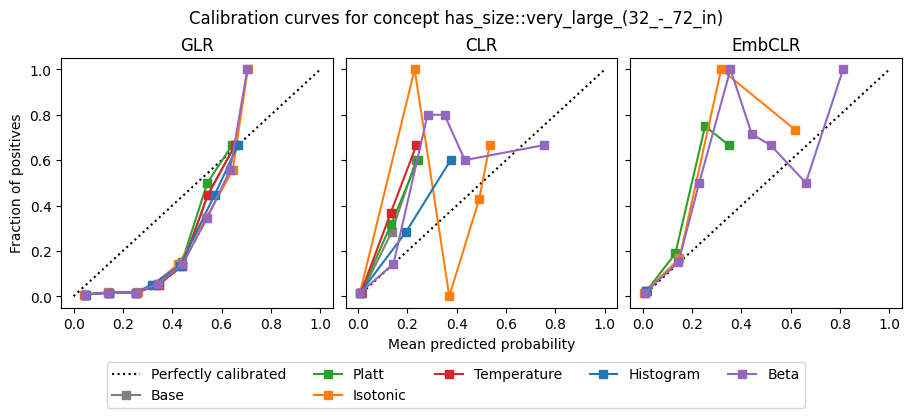 Calibration curves for concept has_size::very_large_(32_-_72_in)
GLR
CLR
EmbCLR
Fraction of positives
1.0
0.8
0.6
0.4
0.2
0.0
0.0 0.2 0.4 0.6 0.8 1.0
0.0 0.2 0.4 0.6 0.8 1.0
0.0 0.2 0.4 0.6 0.8 1.0
Mean predicted probability
Perfectly calibrated
Base
Platt
Isotonic
Temperature
Histogram
Beta